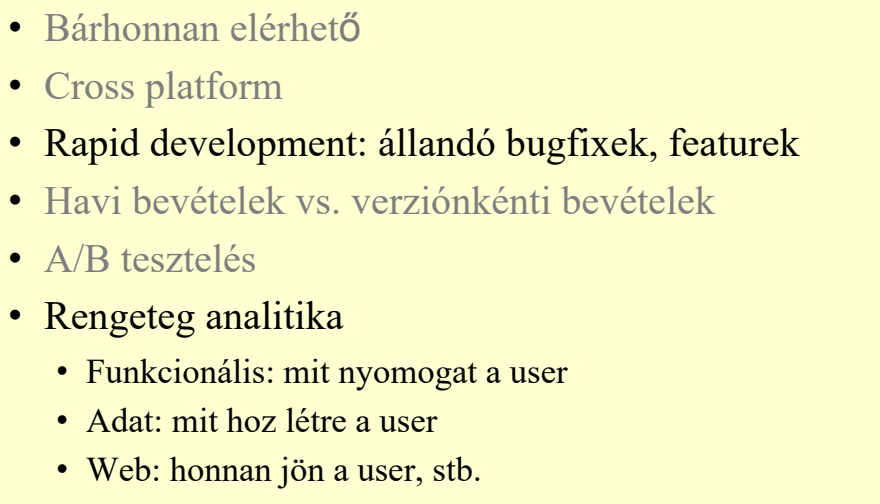 • Bárhonnan elérhető
• Cross platform
• Rapid development: állandó bugfixek, featurek
• Havi bevételek vs. verziónkénti bevételek
• A/B tesztelés
• Rengeteg analitika
• Funkcionális: mit nyomogat a user
• Adat: mit hoz létre a user
• Web: honnan jön a user, stb.